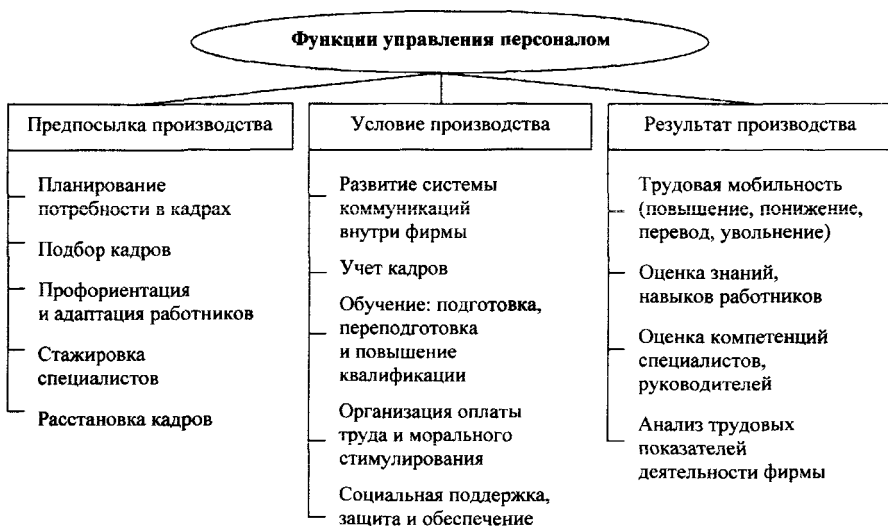 Функции управления персоналом
Предпосылка производства
Планирование
потребности в кадрах
Подбор кадров
Профориентация
и адаптация работников
Стажировка
специалистов
Расстановка кадров
Условие производства
Развитие системы
коммуникаций
внутри фирмы
Учет кадров
Обучение: подготовка,
переподготовка
и повышение
квалификации
Организация оплаты
труда и морального
стимулирования
Социальная поддержка,
защита и обеспечение
Результат производства
Трудовая мобильность
(повышение, понижение,
перевод, увольнение)
Оценка знаний,
навыков работников
Оценка компетенций
специалистов,
руководителей
Анализ трудовых
показателей
деятельности фирмы